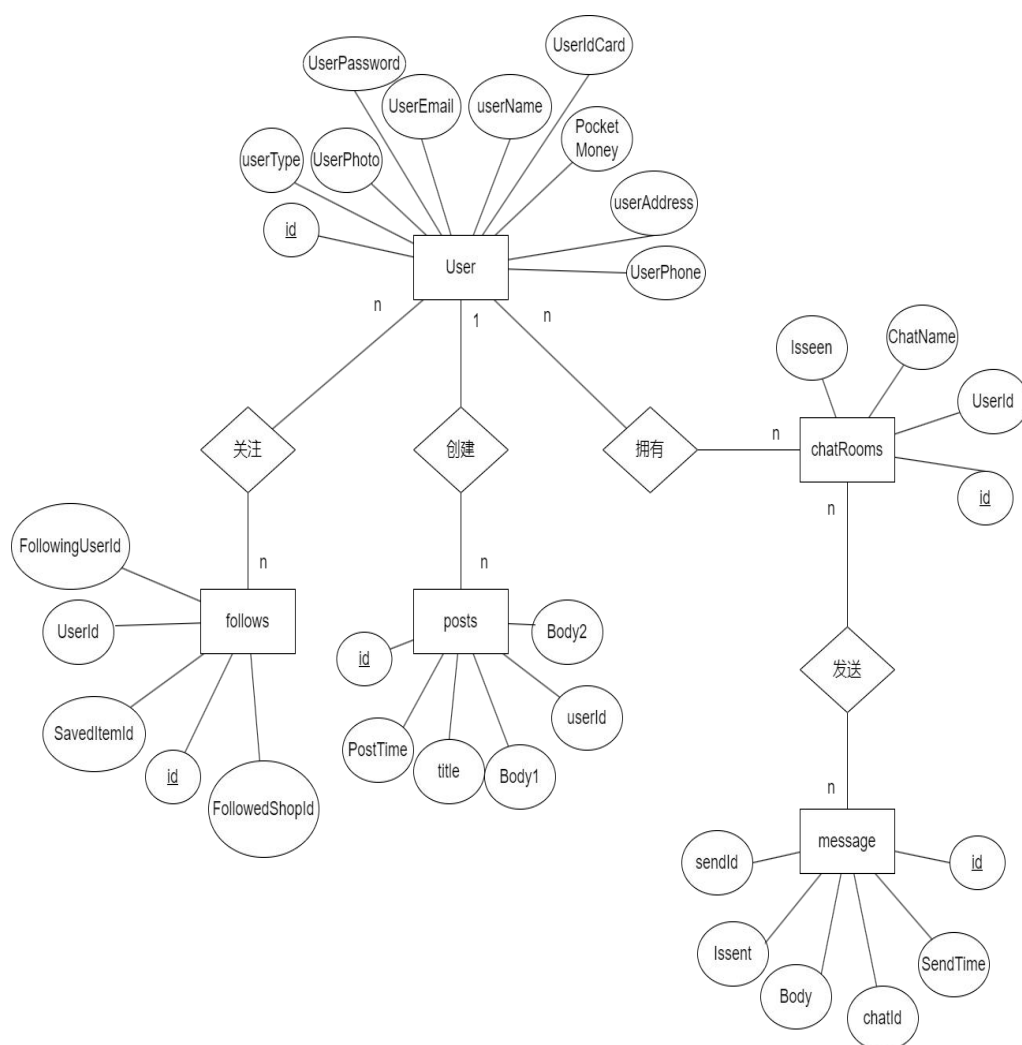 UserPassword
UserIdCard
UserEmail
userName
Pocket
Money
userType
UserPhoto
userAddress
id
User
UserPhone
n
1
n
Isseen
ChatName
UserId
关注
创建
拥有
n
chatRooms
id
n
FollowingUserId
n
n
UserId
follows
posts
Body2
id
userId
发送
SavedItemId
PostTime
title
Body1
id
FollowedShopId
n
message
sendId
id
Issent
SendTime
Body
chatId